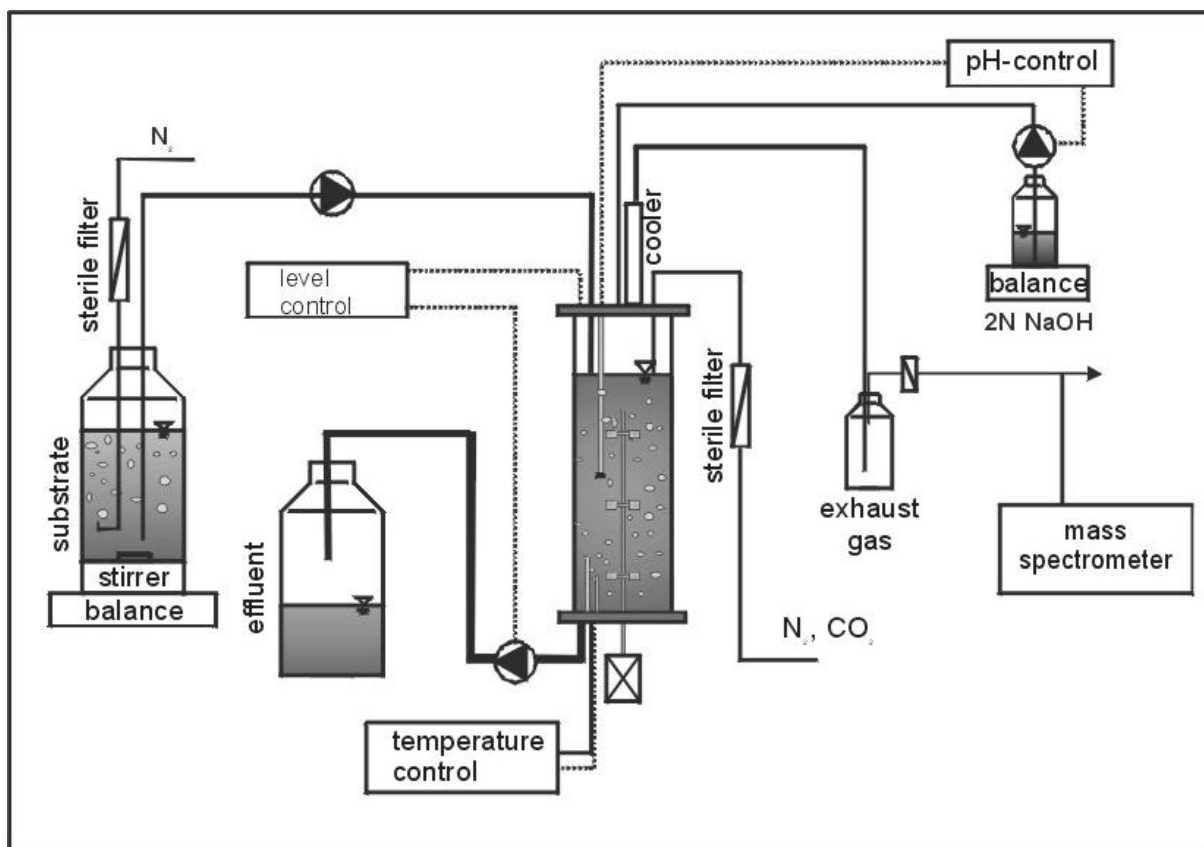 pH-control
N₂
sterile filter
cooler
level
control
balance
2N NaOH
substrate
sterile filter
exhaust
gas
mass
spectrometer
stirrer
balance
effluent
N₂, CO₂
temperature
control